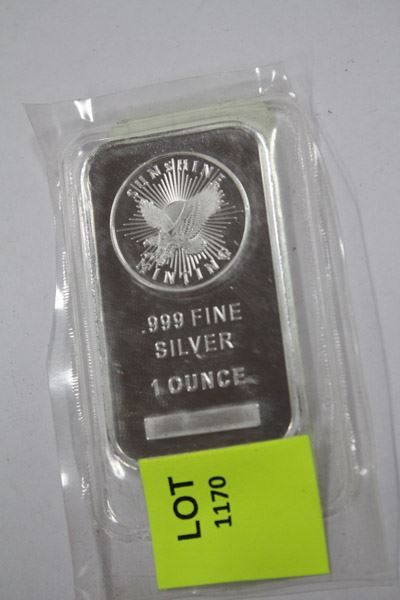 SUNSHINE
MINTING
.999 FINE
SILVER
1 OUNCE
LOT
1170